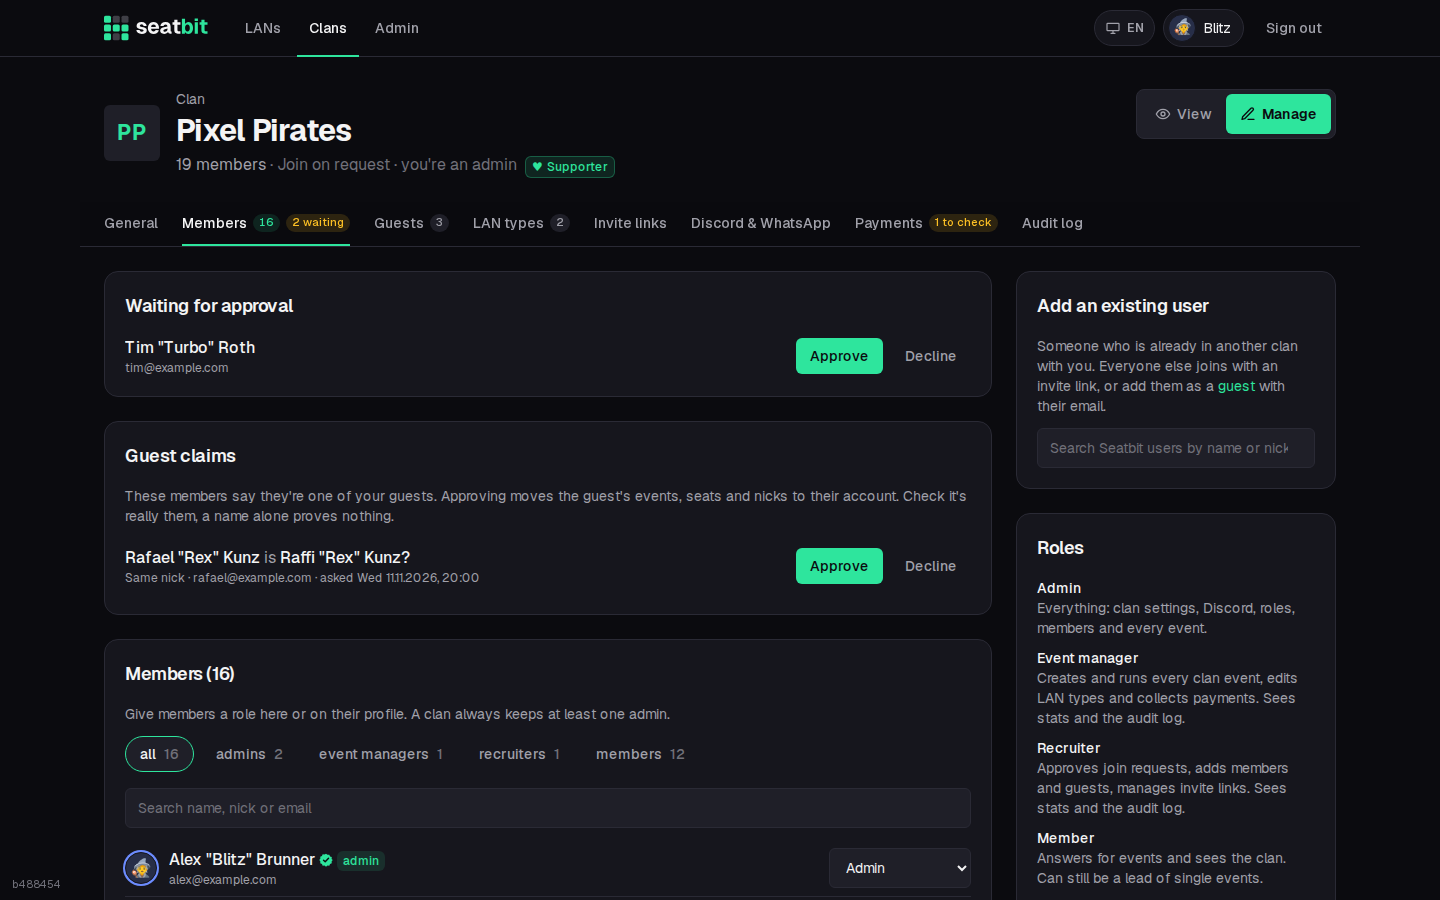 seatbit
LANs
Clans
Admin
EN
Blitz
Sign out
PP
Clan
Pixel Pirates
19 members · Join on request · you're an admin
♥ Supporter
View
Manage
General
Members 16 2 waiting
Guests 3
LAN types 2
Invite links
Discord & WhatsApp
Payments 1 to check
Audit log
Waiting for approval
Tim "Turbo" Roth
tim@example.com
Approve
Decline
Guest claims
These members say they're one of your guests. Approving moves the guest's events, seats and nicks to their account. Check it's
really them, a name alone proves nothing.
Rafael "Rex" Kunz is Raffi "Rex" Kunz?
Same nick · rafael@example.com · asked Wed 11.11.2026, 20:00
Approve
Decline
Members (16)
Give members a role here or on their profile. A clan always keeps at least one admin.
all 16
admins 2
event managers 1
recruiters 1
members 12
Search name, nick or email
Alex "Blitz" Brunner admin
alex@example.com
Admin
Add an existing user
Someone who is already in another clan
with you. Everyone else joins with an
invite link, or add them as a guest with
their email.
Search Seatbit users by name or nick
Roles
Admin
Everything: clan settings, Discord, roles,
members and every event.
Event manager
Creates and runs every clan event, edits
LAN types and collects payments. Sees
stats and the audit log.
Recruiter
Approves join requests, adds members
and guests, manages invite links. Sees
stats and the audit log.
Member
Answers for events and sees the clan.
Can still be a lead of single events.
b488454